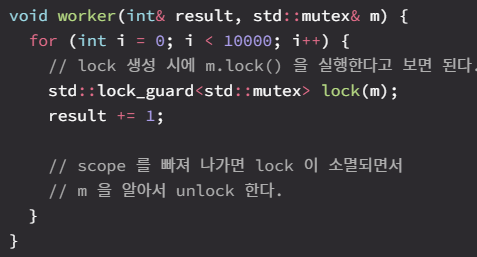 void worker(int& result, std::mutex& m) {
  for (int i = 0; i < 10000; i++) {
    // lock 생성 시에 m.lock() 을 실행한다고 보면 된다.
    std::lock_guard<std::mutex> lock(m);
    result += 1;

    // scope 를 빠져 나가면 lock 이 소멸되면서
    // m 을 알아서 unlock 한다.
  }
}